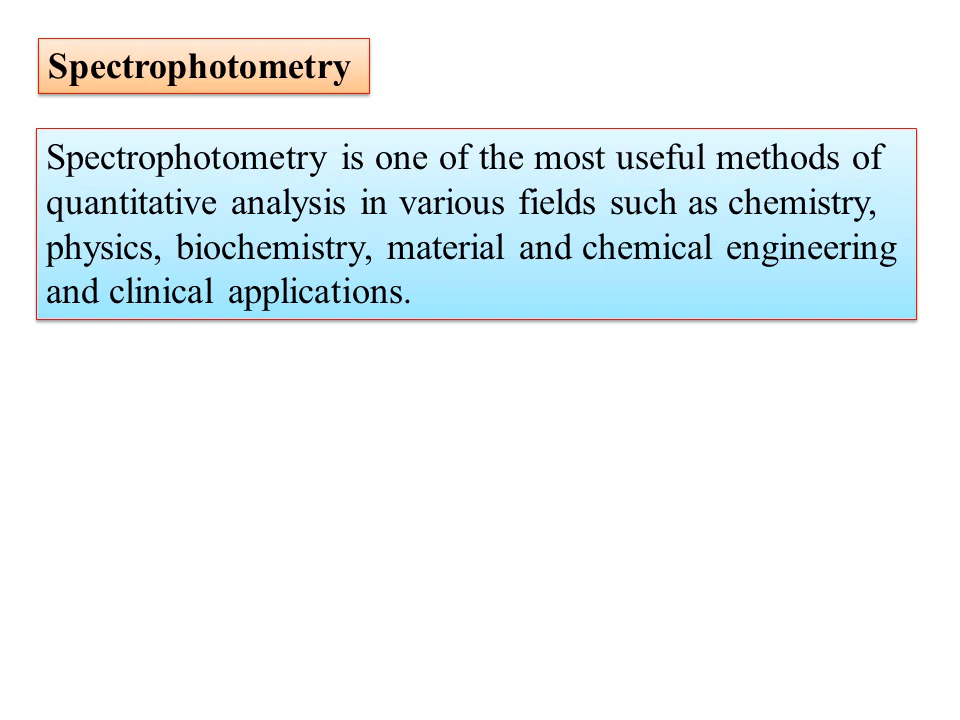 Spectrophotometry
Spectrophotometry is one of the most useful methods of
quantitative analysis in various fields such as chemistry,
physics, biochemistry, material and chemical engineering
and clinical applications.